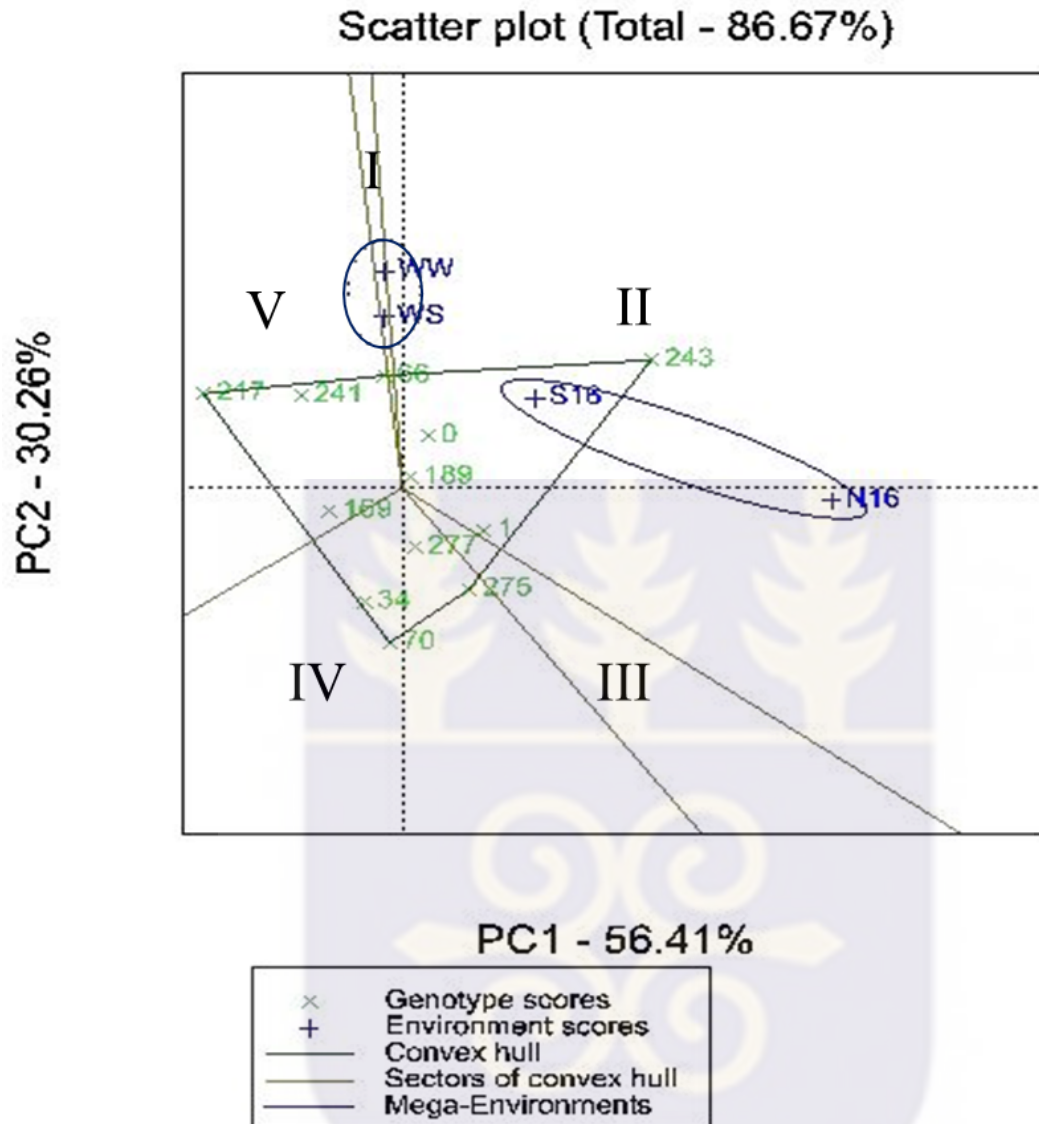 Scatter plot (Total - 86.67%)
I
WW
WS
V
II
66
243
217
241
S16
0
189
N16
159
1
277
275
34
70
IV
III
PC2 - 30.26%
PC1 - 56.41%
Genotype scores
Environment scores
Convex hull
Sectors of convex hull
Mega-Environments